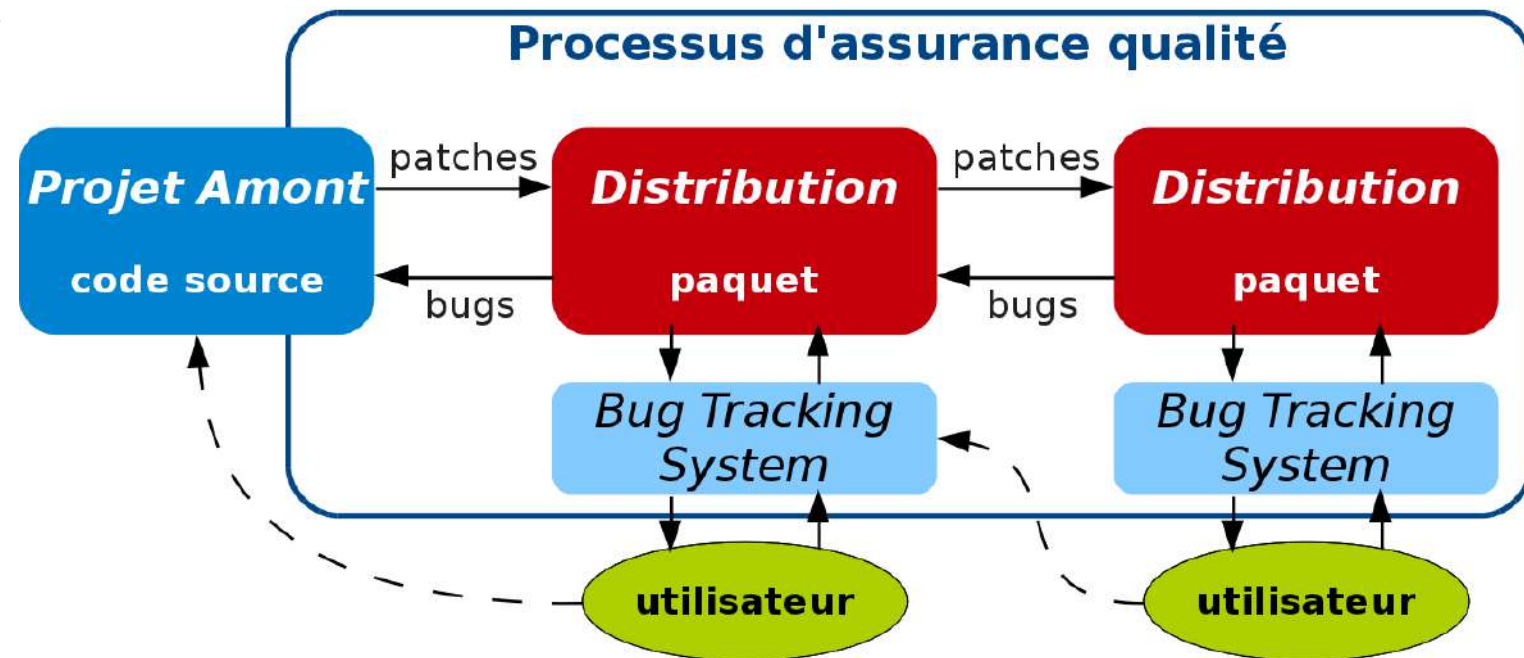 Processus d'assurance qualité
Projet Amont
code source
patches
bugs
Distribution
paquet
patches
bugs
Distribution
paquet
Bug Tracking
System
Bug Tracking
System
utilisateur
utilisateur